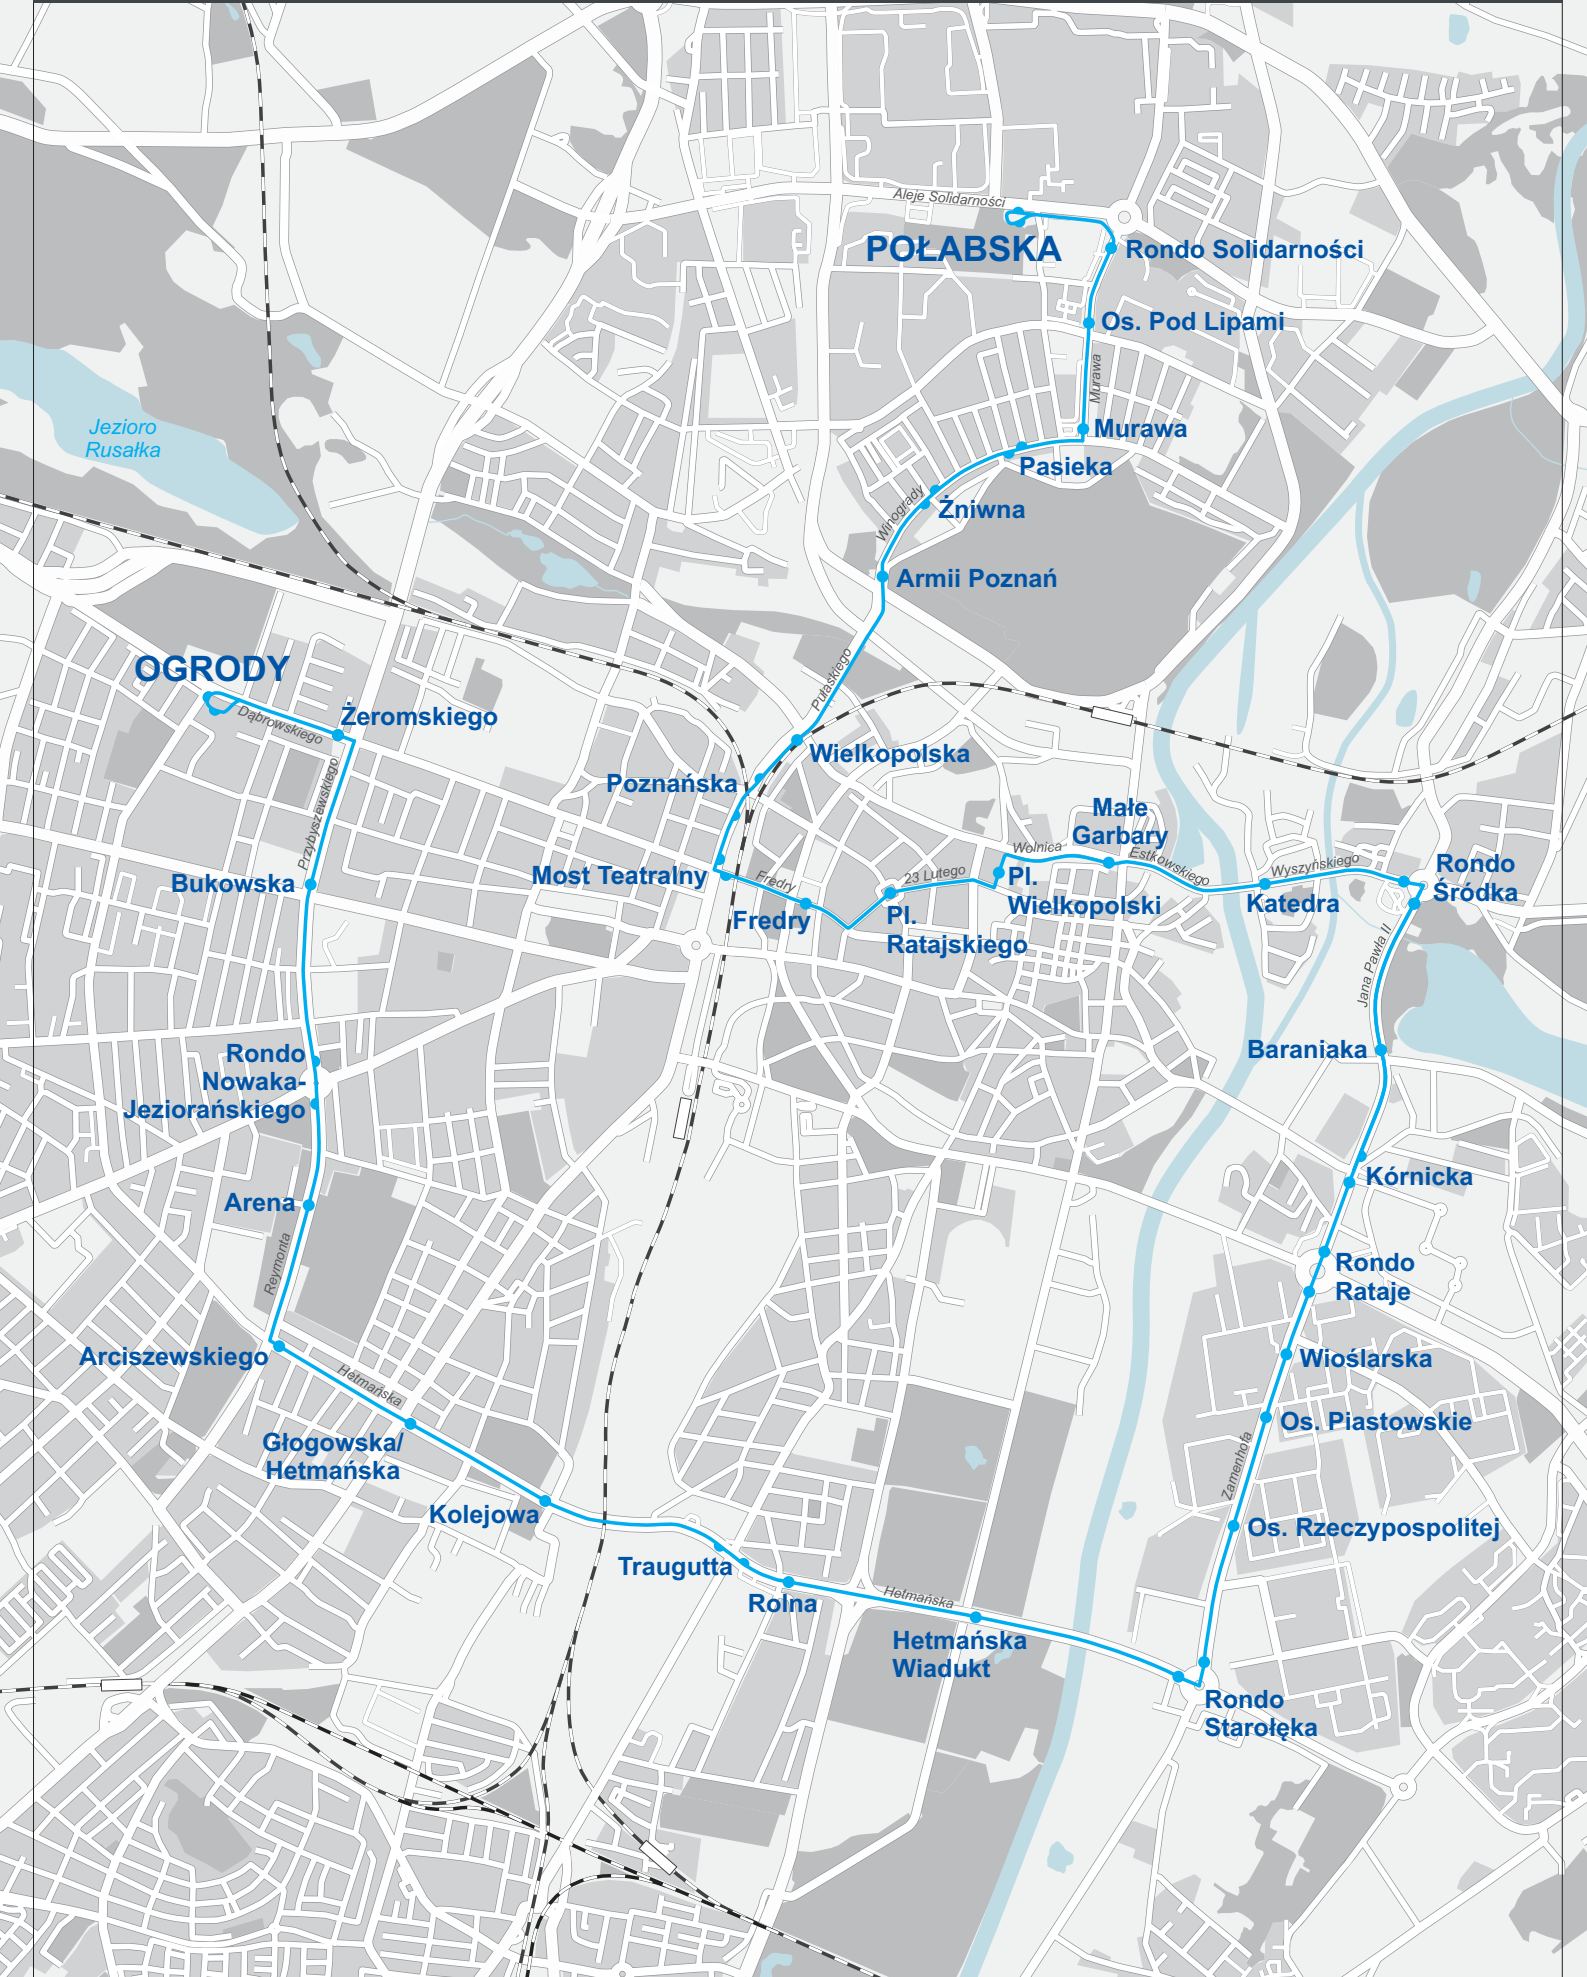 Aleje Solidarności
POŁABSKA
Rondo Solidarności
Os. Pod Lipami
Murawa
Murawa
Pasieka
Jezioro
Rusałka
Winogrady
Żniwna
Armii Poznań
Pułaskiego
OGRODY
Dąbrowskiego
Żeromskiego
Przybyszewskiego
Wielkopolska
Poznańska
Małe
Garbary
Wolnica
Estkowskiego
Wyszyńskiego
Rondo
Śródka
Most Teatralny
Fredry
Fredry
23 Lutego
Pl.
Wielkopolski
Pl.
Ratajskiego
Katedra
Bukowska
Jana Pawła II
Baraniaka
Rondo
Nowaka-
Jeziorańskiego
Kórnicka
Arena
Reymonta
Rondo
Rataje
Arciszewskiego
Hetmańska
Wioślarska
Os. Piastowskie
Głogowska/
Hetmańska
Zamenhofa
Kolejowa
Os. Rzeczypospolitej
Traugutta
Rolna
Hetmańska
Hetmańska
Wiadukt
Rondo
Starołęka